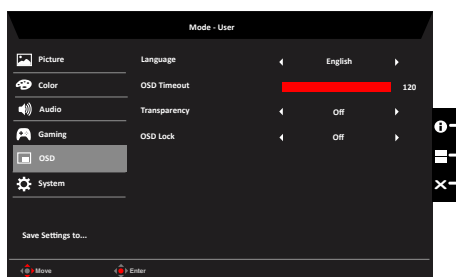 Mode - User
Picture
Language English
Color
OSD Timeout 120
Audio
Transparency Off
Gaming
OSD Lock Off
OSD
System
Save Settings to...
Move Enter